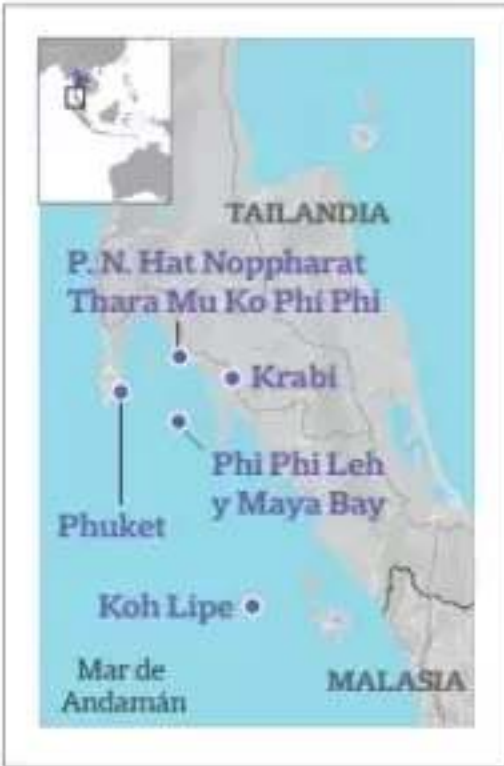 TAILANDIA
P. N. Hat Noppharat
Thara Mu Ko Phi Phi
Krabi
Phi Phi Leh
y Maya Bay
Phuket
Koh Lipe
Mar de
Andamán
MALASIA